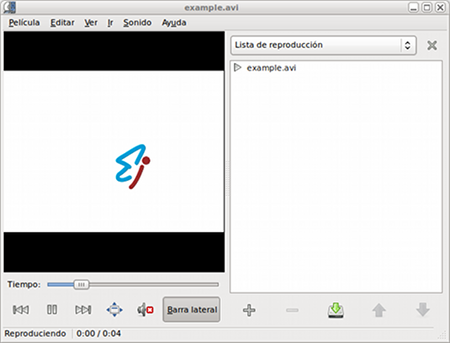 example.avi
Película Editar Ver Ir Sonido Ayuda
Lista de reproducción
example.avi
Tiempo:
Barra lateral
Reproduciendo 0:00 / 0:04